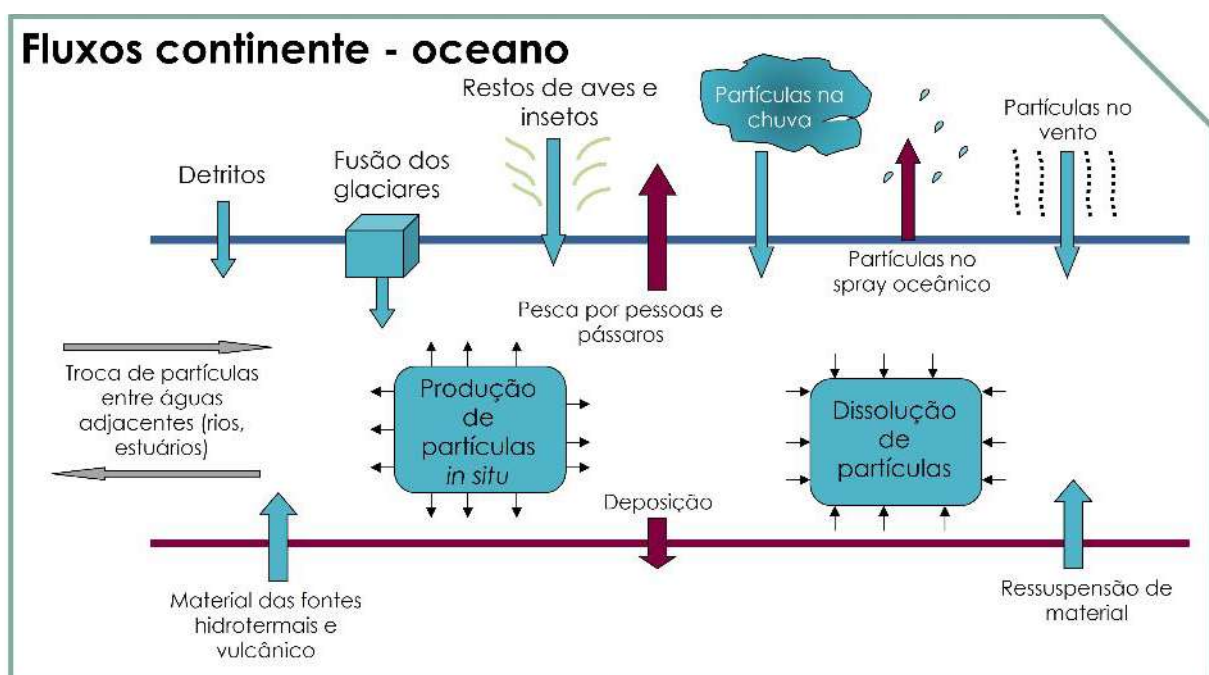 Fluxos continente - oceano
Detritos
Fusão dos
glaciares
Restos de aves e
insetos
Partículas na
chuva
Partículas no
vento
Pesca por pessoas e
pássaros
Partículas no
spray oceânico
Troca de partículas
entre águas
adjacentes (rios,
estuários)
Produção
de
partículas
in situ
Dissolução
de
partículas
Deposição
Material das fontes
hidrotermais e
vulcânico
Ressuspensão de
material